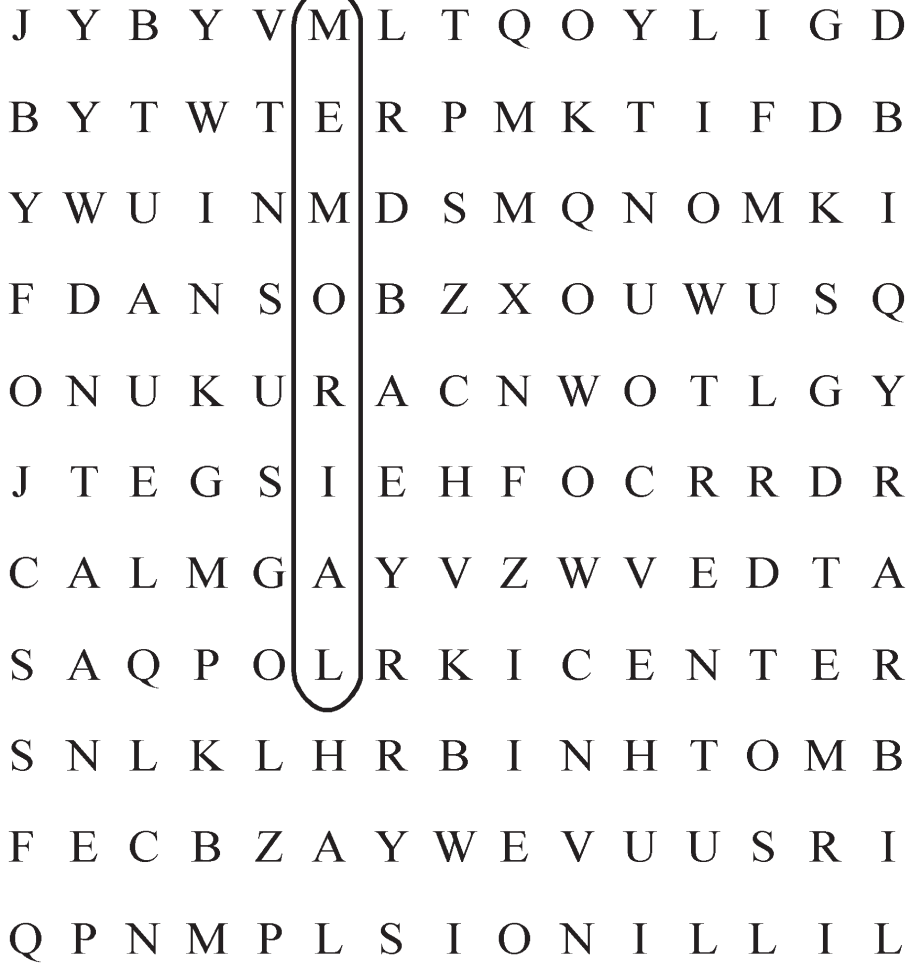 J Y B Y V M L T Q O Y L I G D
B Y T W T E R P M K T I F D B
Y W U I N M D S M Q N O M K I
F D A N S O B Z X O U W U S Q
O N U K U R A C N W O T L G Y
J T E G S I E H F O C R R D R
C A L M G A Y V Z W V E D T A
S A Q P O L R K I C E N T E R
S N L K L H R B I N H T O M B
F E C B Z A Y W E V U U S R I
Q P N M P L S I O N I L L I L